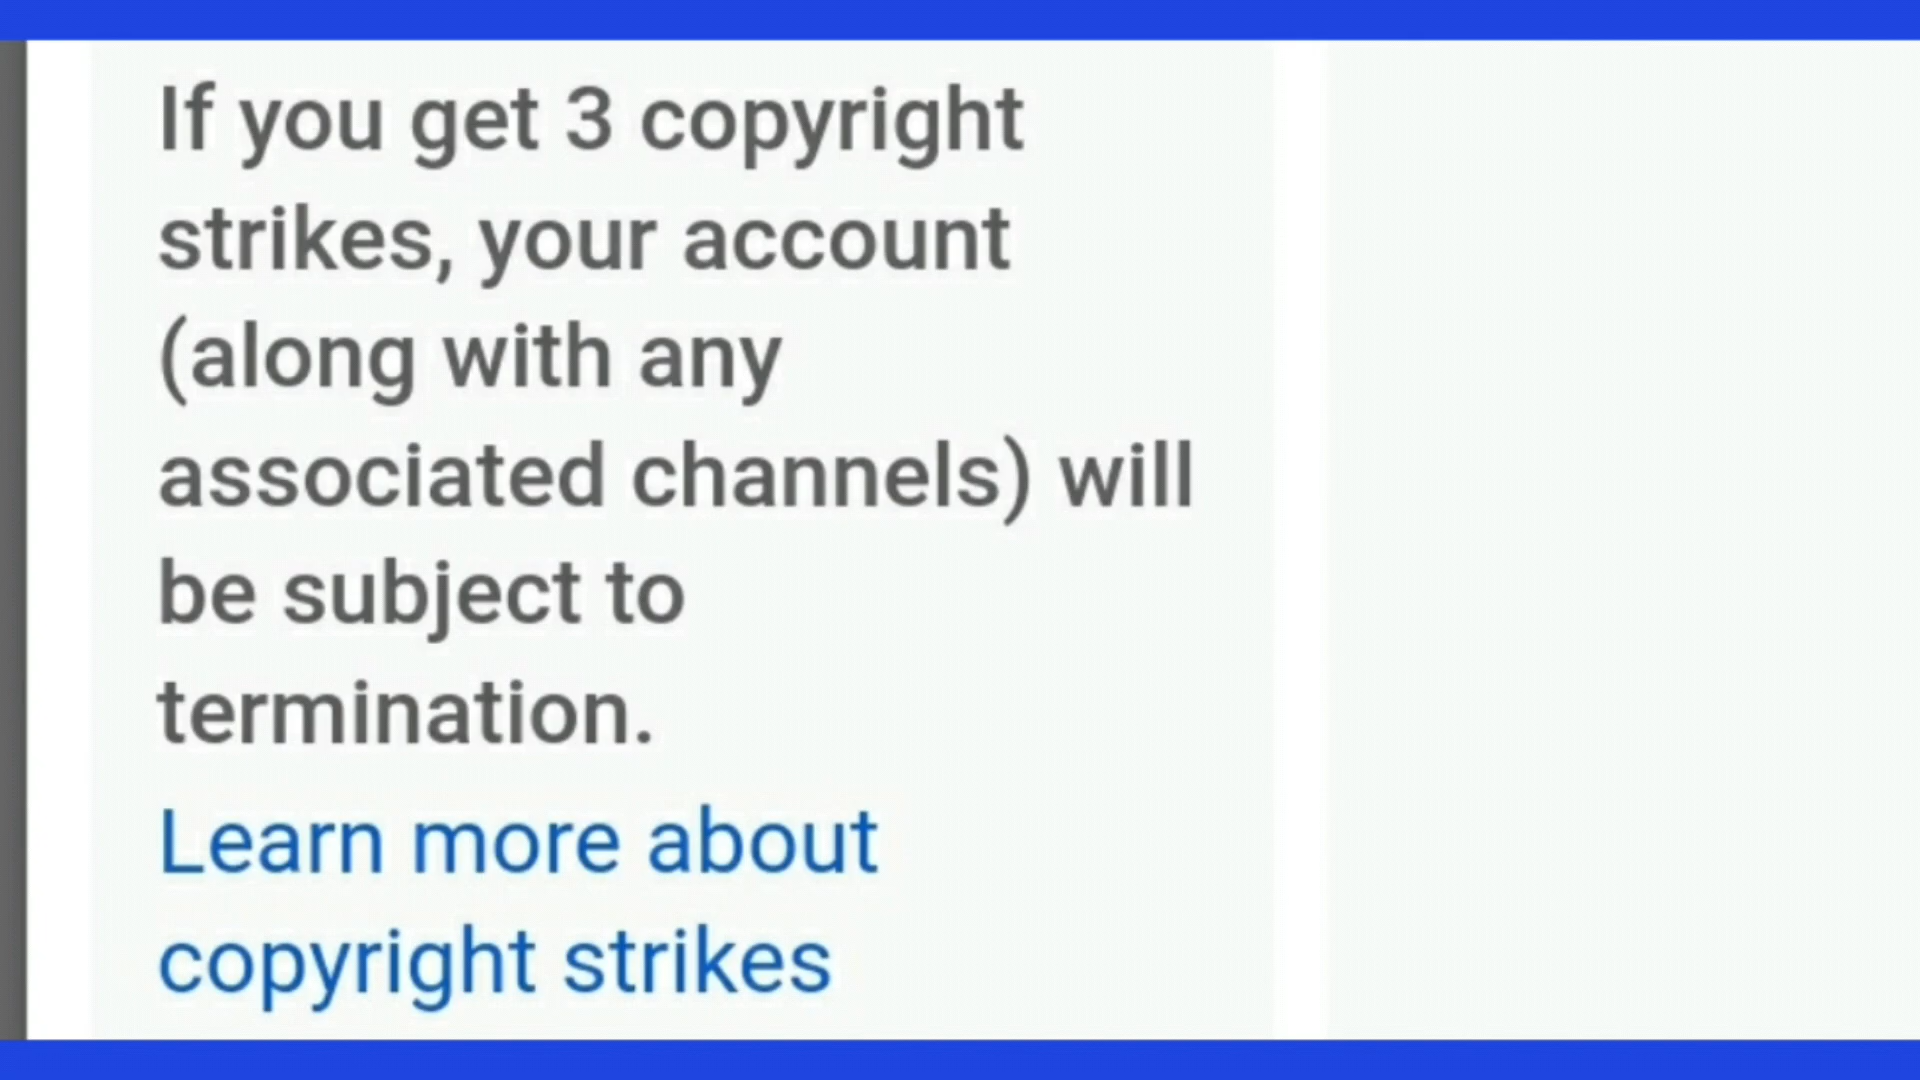 If you get 3 copyright
strikes, your account
(along with any
associated channels) will
be subject to
termination.
Learn more about
copyright strikes